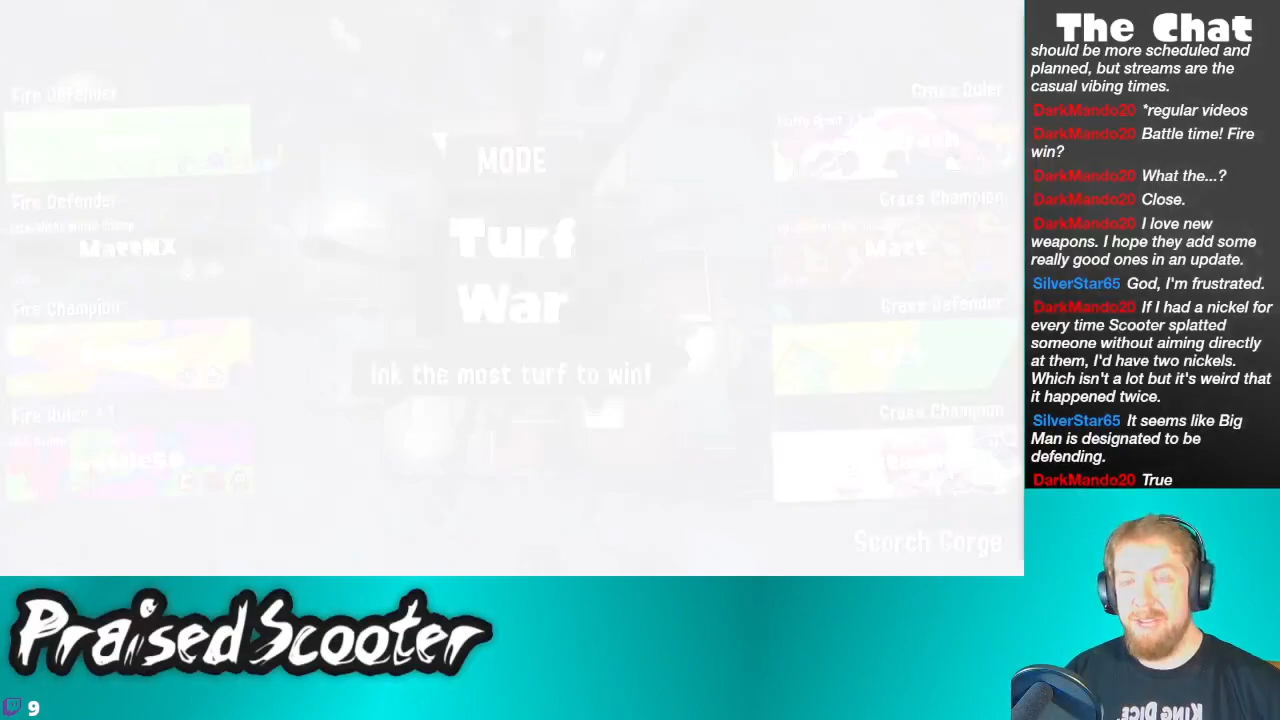 The Chat
should be more scheduled and
planned, but streams are the
casual vibing times.
DarkMando20 *regular videos
DarkMando20 Battle time! Fire
win?
DarkMando20 What the...?
DarkMando20 Close.
DarkMando20 I love new
weapons. I hope they add some
really good ones in an update.
SilverStar65 God, I'm frustrated.
DarkMando20 If I had a nickel for
every time Scooter splatted
someone without aiming directly
at them, I'd have two nickels.
Which isn't a lot but it's weird that
it happened twice.
SilverStar65 It seems like Big
Man is designated to be
defending.
DarkMando20 True
Fire Defender
Fire Defender
MattNX
Fire Champion
MODE
Turf
War
Ink the most turf to win!
Grass Ruler
Grass Champion
Matt
Grass Defender
Grass Champion
Scorch Gorge
PraisedScooter
9
KING DICE